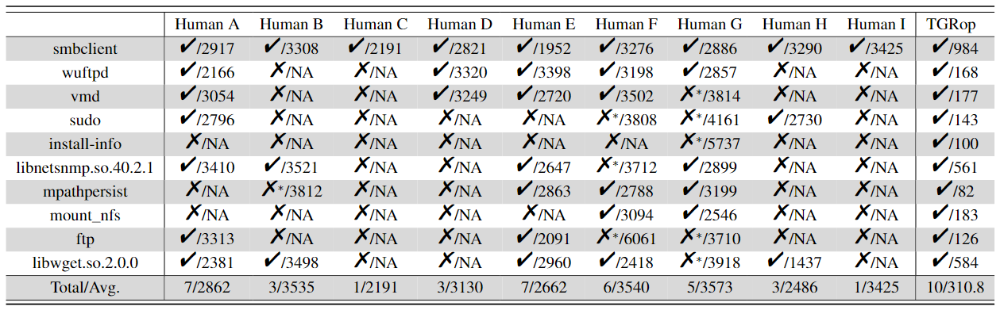 Human A Human B Human C Human D Human E Human F Human G Human H Human I TGRop
smbclient ✓/2917 ✓/3308 ✓/2191 ✓/2821 ✓/1952 ✓/3276 ✓/2886 ✓/3290 ✓/3425 ✓/984
wuftpd ✓/2166 ✗/NA ✗/NA ✓/3320 ✓/3398 ✓/3198 ✓/2857 ✗/NA ✗/NA ✓/168
vmd ✓/3054 ✗/NA ✗/NA ✓/3249 ✓/2720 ✓/3502 ✗*/3814 ✗/NA ✗/NA ✓/177
sudo ✓/2796 ✗/NA ✗/NA ✗/NA ✗/NA ✗*/3808 ✗*/4161 ✓/2730 ✗/NA ✓/143
install-info ✗/NA ✗/NA ✗/NA ✗/NA ✗/NA ✗/NA ✗*/5737 ✗/NA ✗/NA ✓/100
libnetsnmp.so.40.2.1 ✓/3410 ✓/3521 ✗/NA ✗/NA ✓/2647 ✗*/3712 ✓/2899 ✗/NA ✗/NA ✓/561
mpathpersist ✗/NA ✗*/3812 ✗/NA ✗/NA ✓/2863 ✓/2788 ✓/3199 ✗/NA ✗/NA ✓/82
mount_nfs ✗/NA ✗/NA ✗/NA ✗/NA ✗/NA ✓/3094 ✓/2546 ✗/NA ✗/NA ✓/183
ftp ✓/3313 ✗/NA ✗/NA ✗/NA ✓/2091 ✗*/6061 ✗*/3710 ✗/NA ✗/NA ✓/126
libwget.so.2.0.0 ✓/2381 ✓/3498 ✗/NA ✗/NA ✓/2960 ✓/2418 ✗*/3918 ✓/1437 ✗/NA ✓/584
Total/Avg. 7/2862 3/3535 1/2191 3/3130 7/2662 6/3540 5/3573 3/2486 1/3425 10/310.8